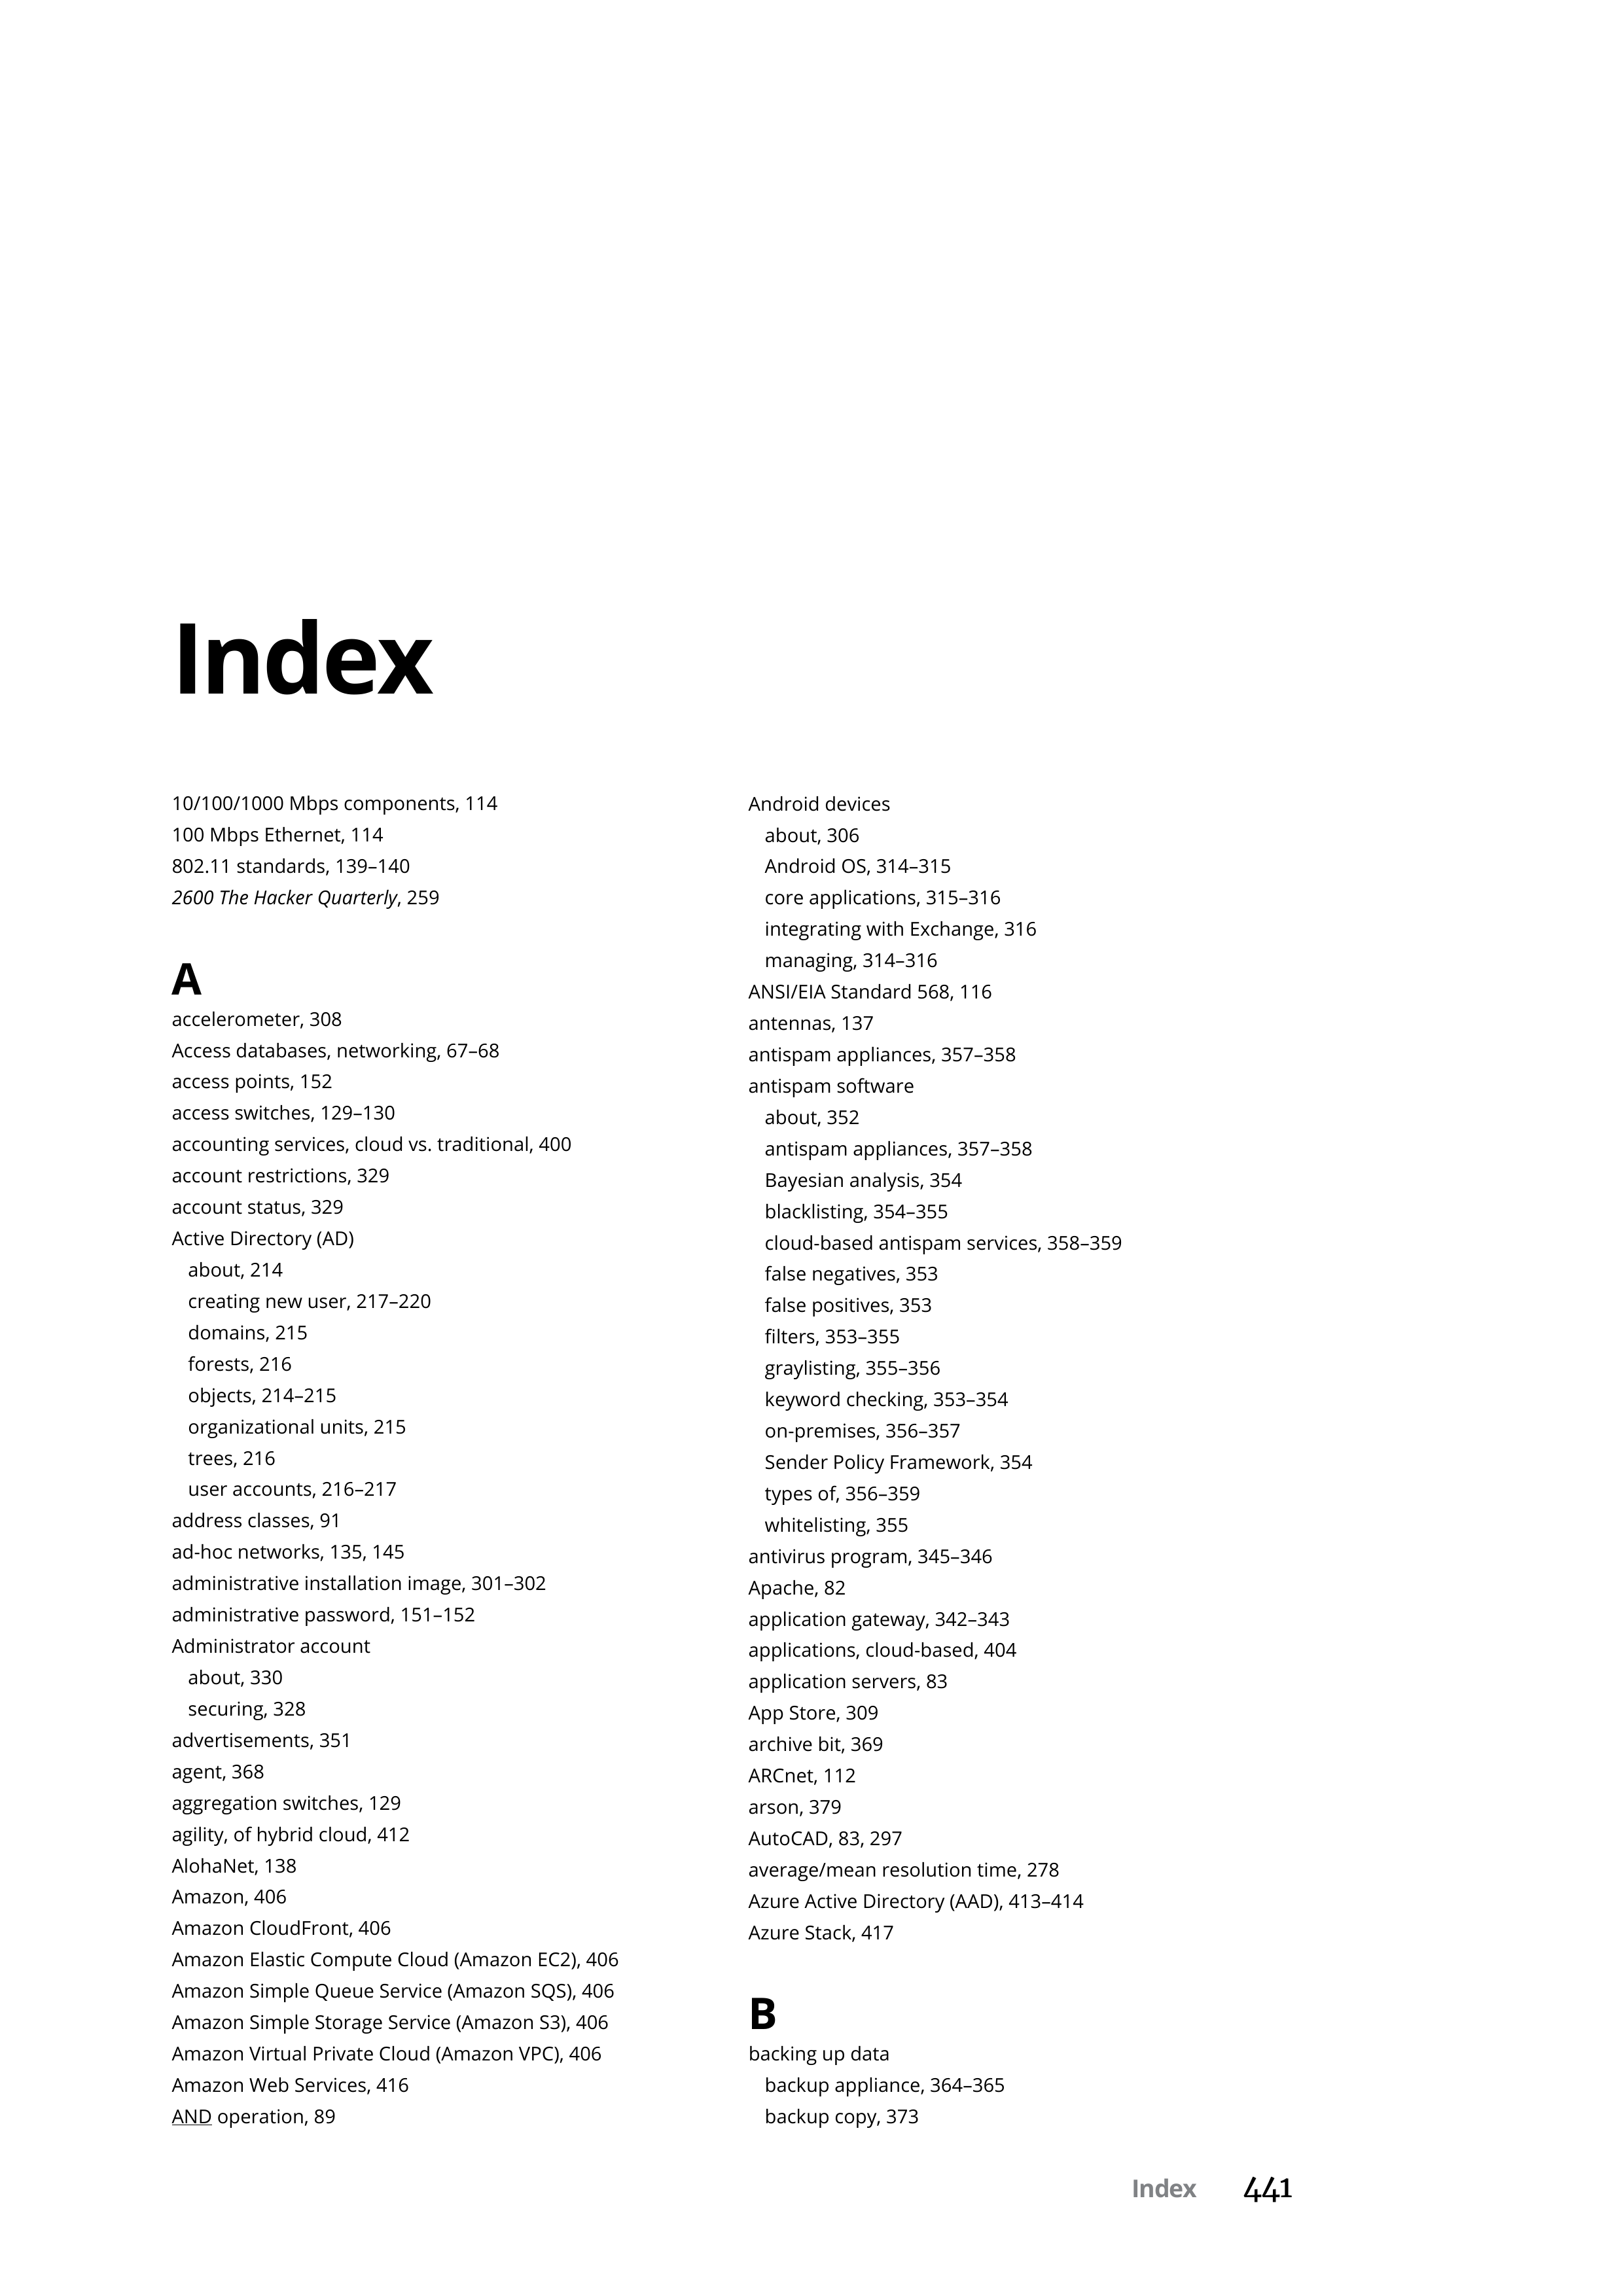 Index
10/100/1000 Mbps components, 114
100 Mbps Ethernet, 114
802.11 standards, 139–140
2600 The Hacker Quarterly, 259
A
accelerometer, 308
Access databases, networking, 67–68
access points, 152
access switches, 129–130
accounting services, cloud vs. traditional, 400
account restrictions, 329
account status, 329
Active Directory (AD)
about, 214
creating new user, 217–220
domains, 215
forests, 216
objects, 214–215
organizational units, 215
trees, 216
user accounts, 216–217
address classes, 91
ad-hoc networks, 135, 145
administrative installation image, 301–302
administrative password, 151–152
Administrator account
about, 330
securing, 328
advertisements, 351
agent, 368
aggregation switches, 129
agility, of hybrid cloud, 412
AlohaNet, 138
Amazon, 406
Amazon CloudFront, 406
Amazon Elastic Compute Cloud (Amazon EC2), 406
Amazon Simple Queue Service (Amazon SQS), 406
Amazon Simple Storage Service (Amazon S3), 406
Amazon Virtual Private Cloud (Amazon VPC), 406
Amazon Web Services, 416
AND operation, 89
Android devices
about, 306
Android OS, 314–315
core applications, 315–316
integrating with Exchange, 316
managing, 314–316
ANSI/EIA Standard 568, 116
antennas, 137
antispam appliances, 357–358
antispam software
about, 352
antispam appliances, 357–358
Bayesian analysis, 354
blacklisting, 354–355
cloud-based antispam services, 358–359
false negatives, 353
false positives, 353
filters, 353–355
graylisting, 355–356
keyword checking, 353–354
on-premises, 356–357
Sender Policy Framework, 354
types of, 356–359
whitelisting, 355
antivirus program, 345–346
Apache, 82
application gateway, 342–343
applications, cloud-based, 404
application servers, 83
App Store, 309
archive bit, 369
ARCnet, 112
arson, 379
AutoCAD, 83, 297
average/mean resolution time, 278
Azure Active Directory (AAD), 413–414
Azure Stack, 417
B
backing up data
backup appliance, 364–365
backup copy, 373
Index 441